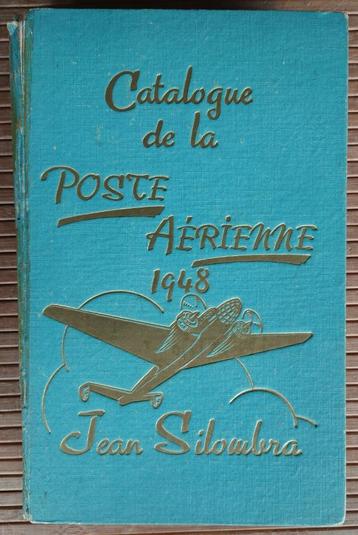 Catalogue
de la
POSTE
AÉRIENNE
1948
Jean Silombra